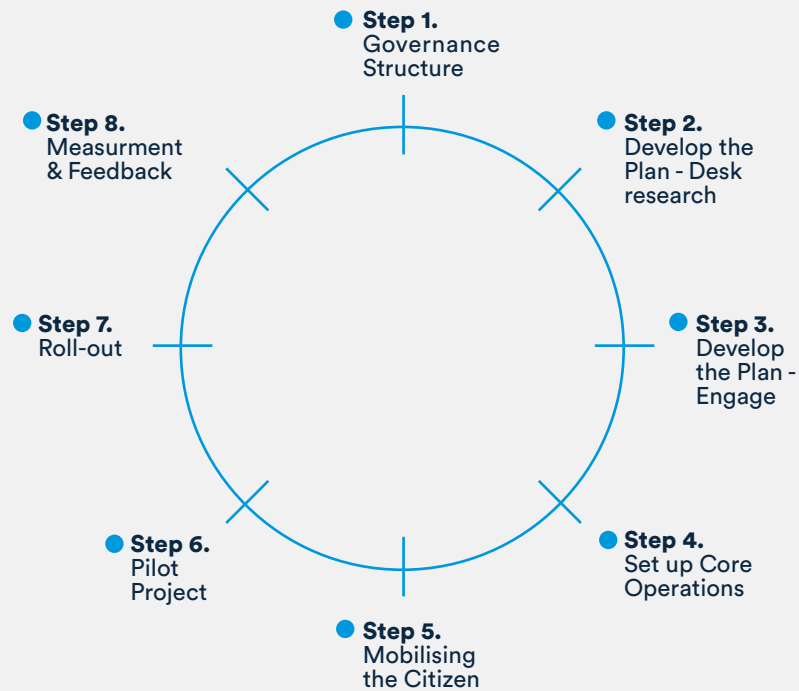 Step 1.
Governance
Structure
Step 2.
Develop the
Plan - Desk
research
Step 3.
Develop
the Plan -
Engage
Step 4.
Set up Core
Operations
Step 5.
Mobilising
the Citizen
Step 6.
Pilot
Project
Step 7.
Roll-out
Step 8.
Measurment
& Feedback